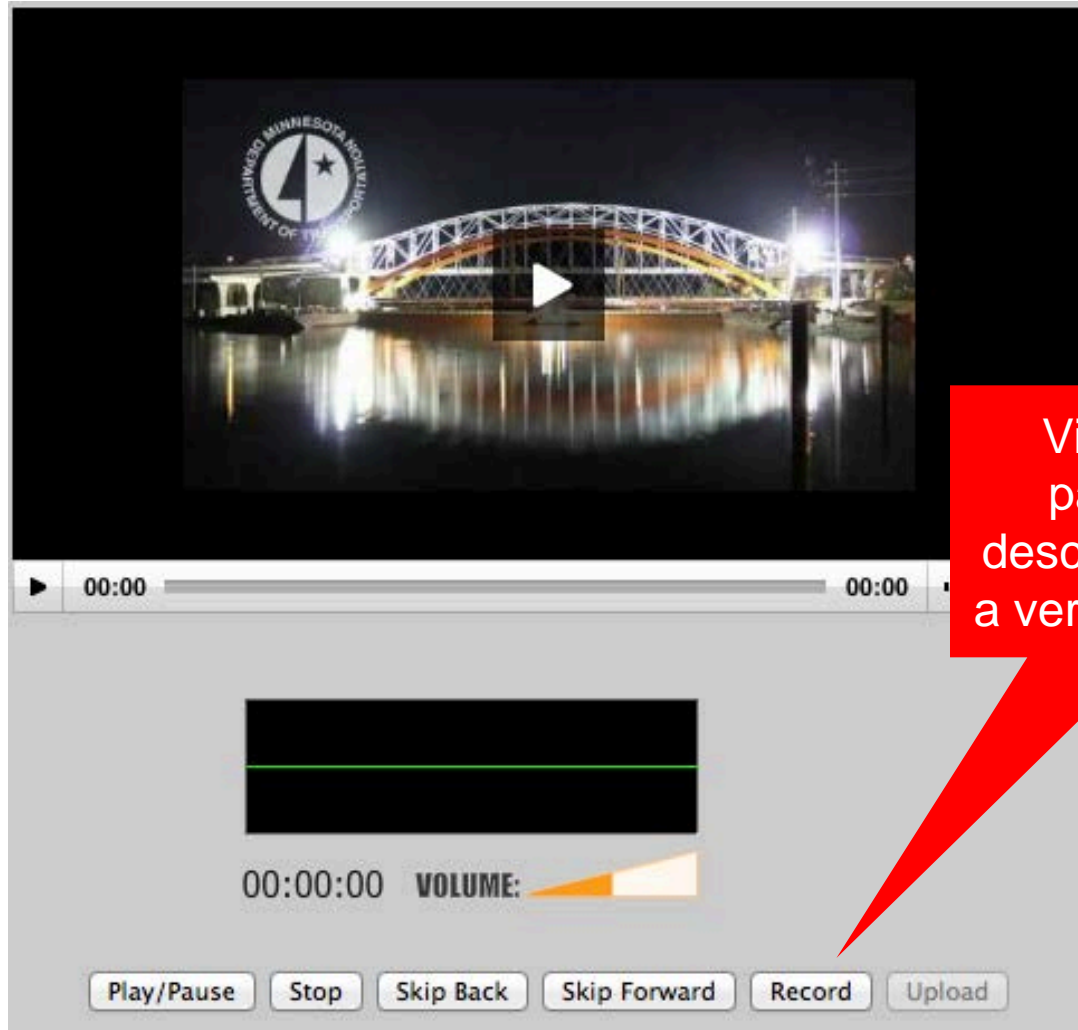 MINNESOTA
DEPARTMENT OF
00:00 00:00
Vi
pa
desc
a ver
00:00:00 VOLUME:
Play/Pause Stop Skip Back Skip Forward Record Upload